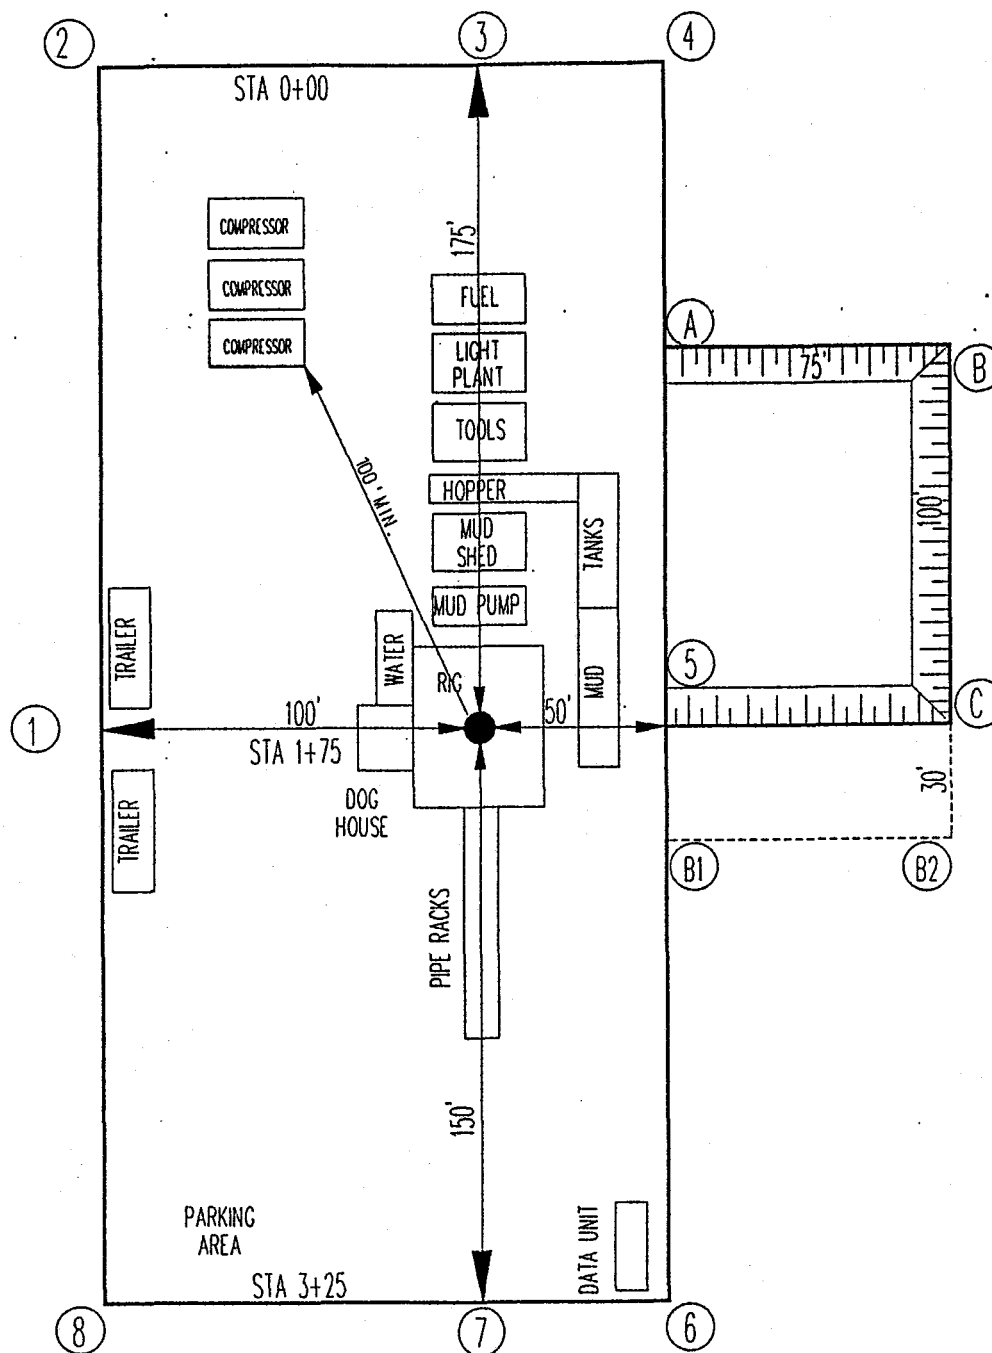 2
3
4
STA 0+00
COMPRESSOR
COMPRESSOR
COMPRESSOR
175'
FUEL
LIGHT
PLANT
TOOLS
HOPPER
MUD
SHED
MUD PUMP
TANKS
MUD
100' MIN.
A
75'
B
100'
5
C
TRAILER
WATER
RIG
1
100'
50'
STA 1+75
30'
TRAILER
DOG
HOUSE
B1
B2
PIPE RACKS
150'
PARKING
AREA
DATA UNIT
STA 3+25
8
7
6